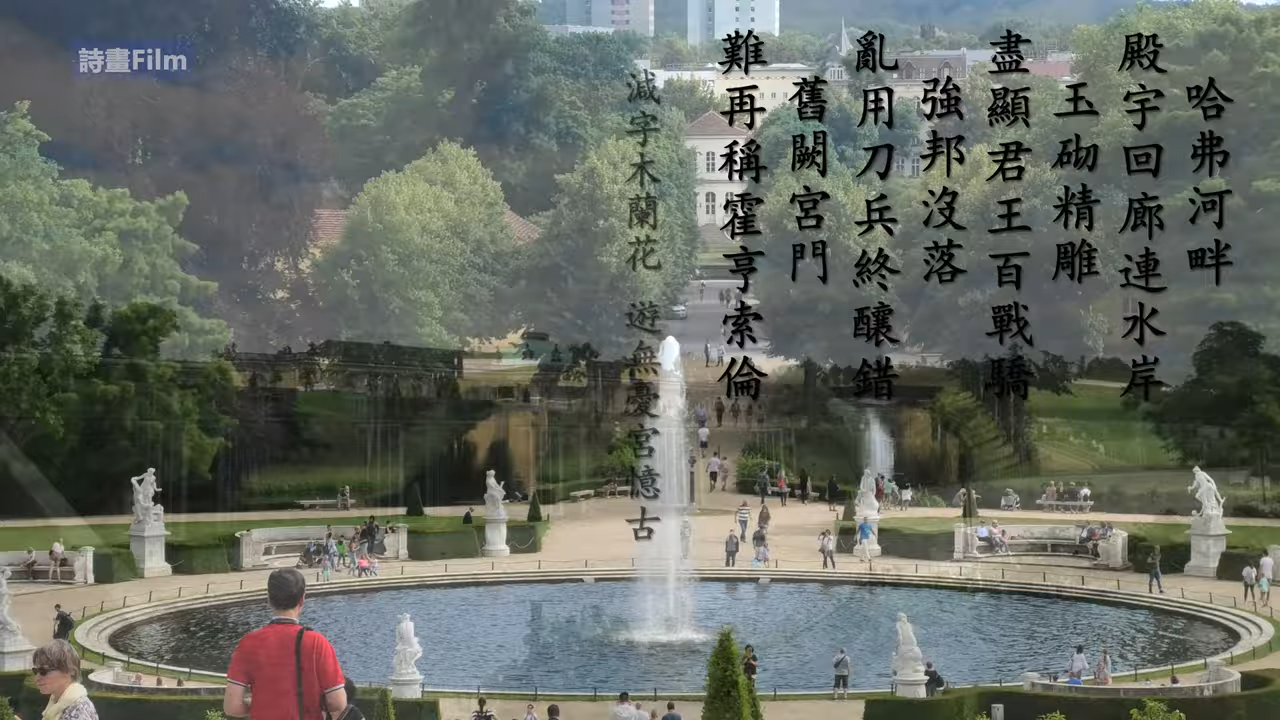 詩畫Film
哈弗河畔
殿宇回廊連水岸
玉砌精雕
盡顯君王百戰驕
強邦沒落
亂用刀兵終釀錯
舊闕宮門
難再稱霍亨索倫
減字木蘭花 遊無憂宮憶古